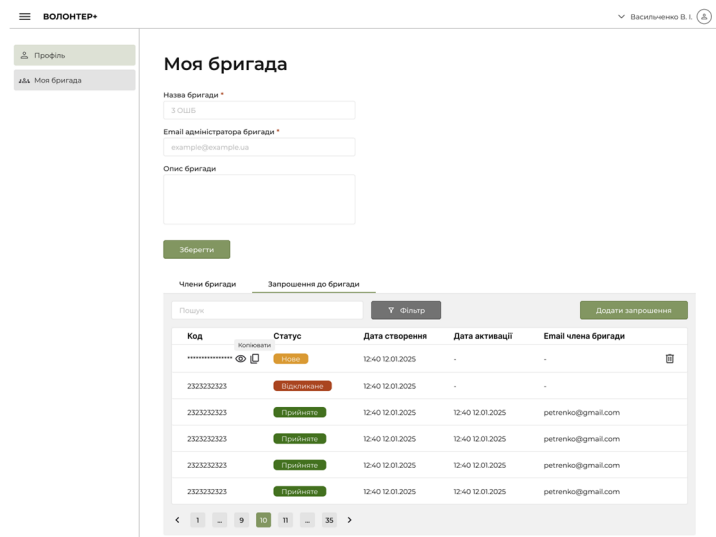 ВОЛОНТЕР+
Васильченко В. І.
Профіль
Моя бригада
Моя бригада
Назва бригади *
3 ОШБ
Email адміністратора бригади *
example@example.ua
Опис бригади
Зберегти
Члени бригади Запрошення до бригади
Пошук Фільтр Додати запрошення
Код Статус Дата створення Дата активації Email члена бригади
Копіювати
**************** Нове 12:40 12.01.2025 - -
2323232323 Відкликане 12:40 12.01.2025 - -
2323232323 Прийняте 12:40 12.01.2025 12:40 12.01.2025 petrenko@gmail.com
2323232323 Прийняте 12:40 12.01.2025 12:40 12.01.2025 petrenko@gmail.com
2323232323 Прийняте 12:40 12.01.2025 12:40 12.01.2025 petrenko@gmail.com
2323232323 Прийняте 12:40 12.01.2025 12:40 12.01.2025 petrenko@gmail.com
1 ... 9 10 11 ... 35